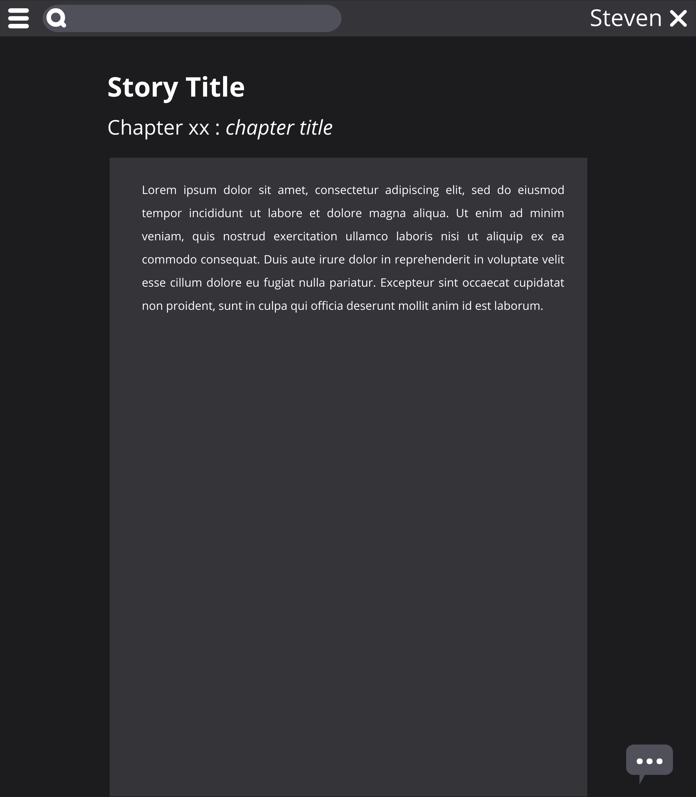 Steven
Story Title
Chapter xx : chapter title
Lorem ipsum dolor sit amet, consectetur adipiscing elit, sed do eiusmod
tempor incididunt ut labore et dolore magna aliqua. Ut enim ad minim
veniam, quis nostrud exercitation ullamco laboris nisi ut aliquip ex ea
commodo consequat. Duis aute irure dolor in reprehenderit in voluptate velit
esse cillum dolore eu fugiat nulla pariatur. Excepteur sint occaecat cupidatat
non proident, sunt in culpa qui officia deserunt mollit anim id est laborum.